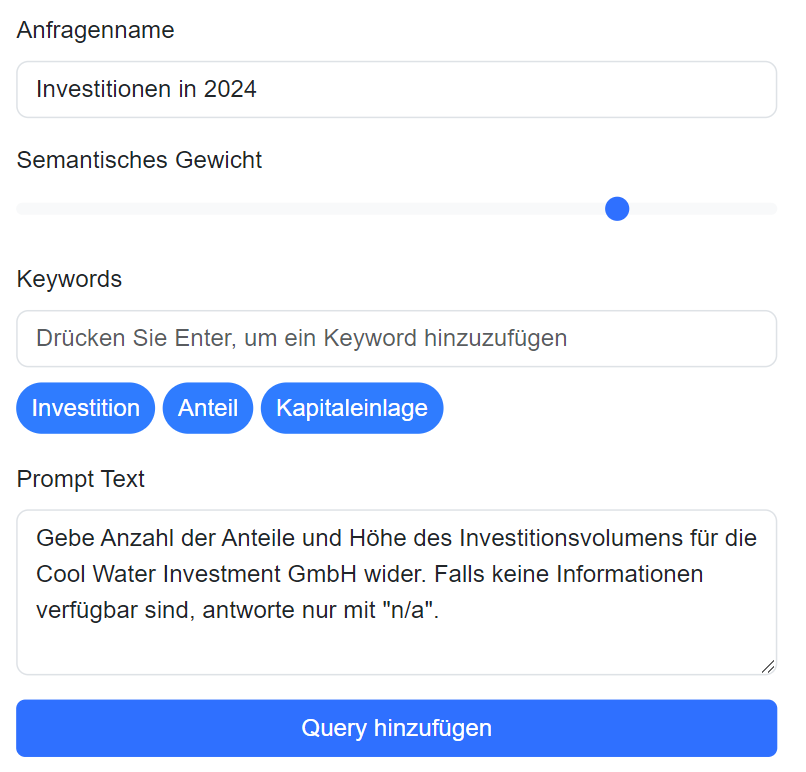 Anfragenname
Investitionen in 2024
Semantisches Gewicht
Keywords
Drücken Sie Enter, um ein Keyword hinzuzufügen
Investition Anteil Kapitaleinlage
Prompt Text
Gebe Anzahl der Anteile und Höhe des Investitionsvolumens für die
Cool Water Investment GmbH wider. Falls keine Informationen
verfügbar sind, antworte nur mit "n/a".
Query hinzufügen